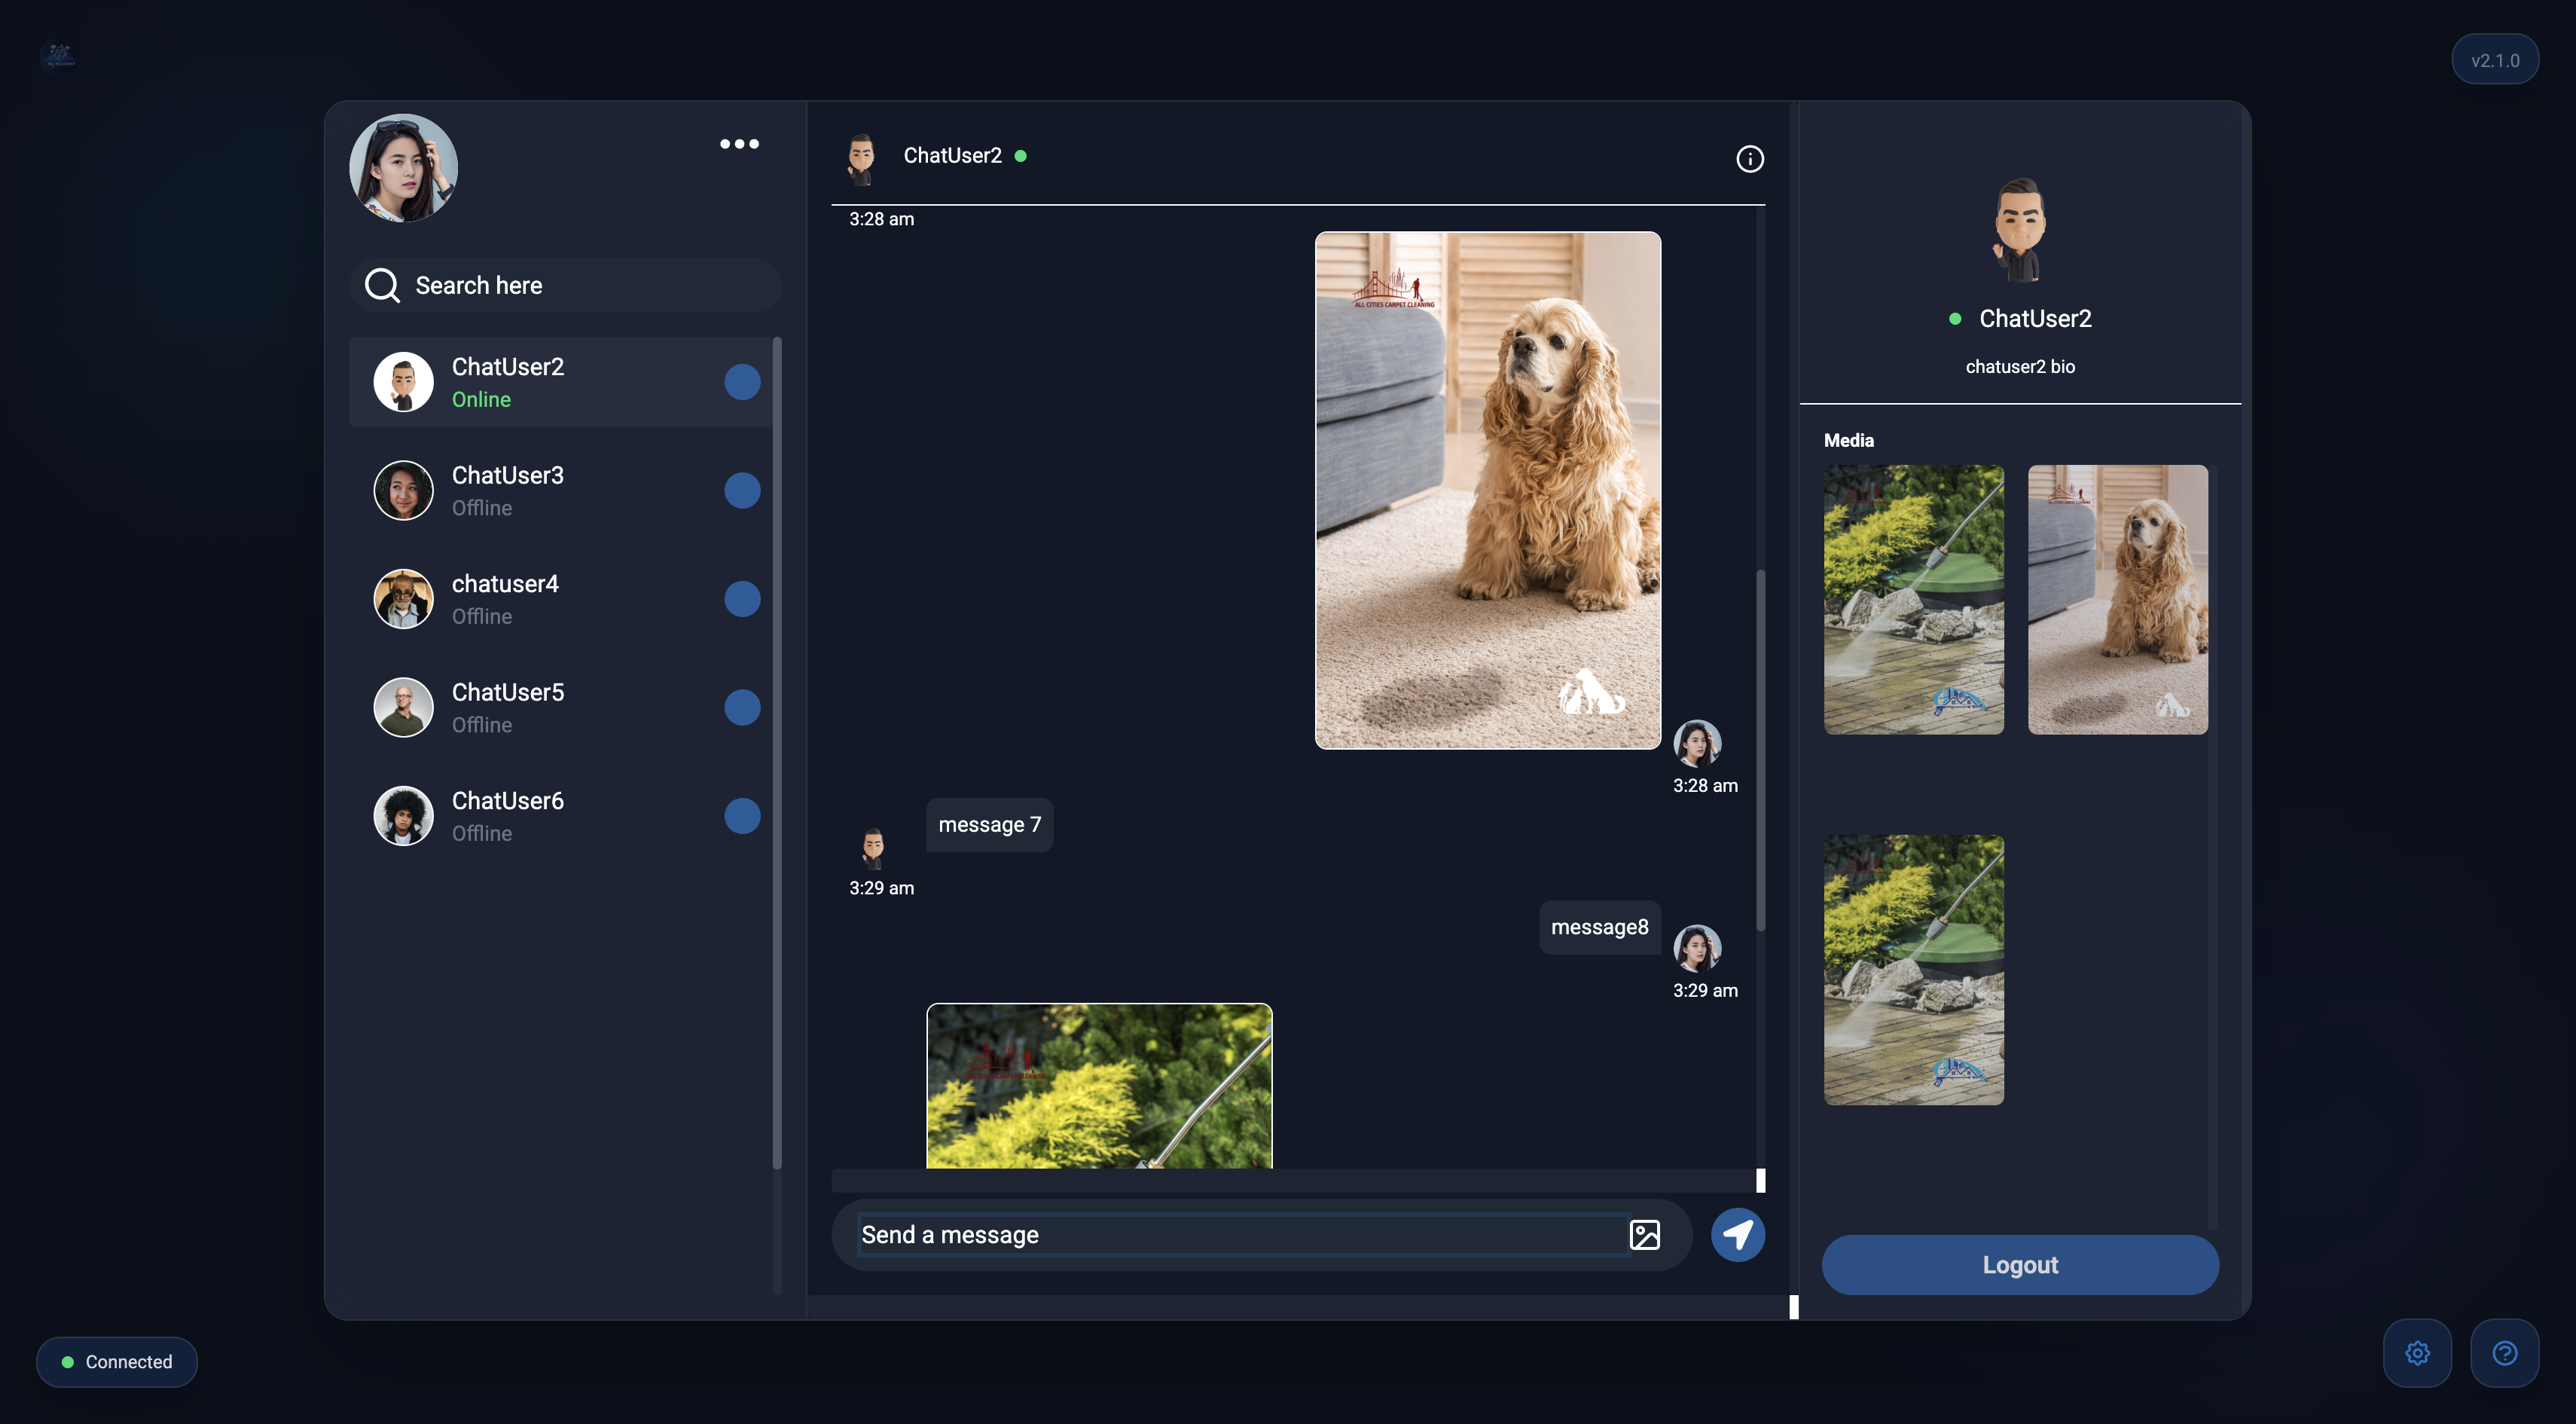 v2.1.0
Search here
ChatUser2
Online
ChatUser3
Offline
chatuser4
Offline
ChatUser5
Offline
ChatUser6
Offline
ChatUser2
3:28 am
ALL CITIES CARPET CLEANING
3:28 am
message 7
3:29 am
message8
3:29 am
Send a message
ChatUser2
chatuser2 bio
Media
Logout
Connected